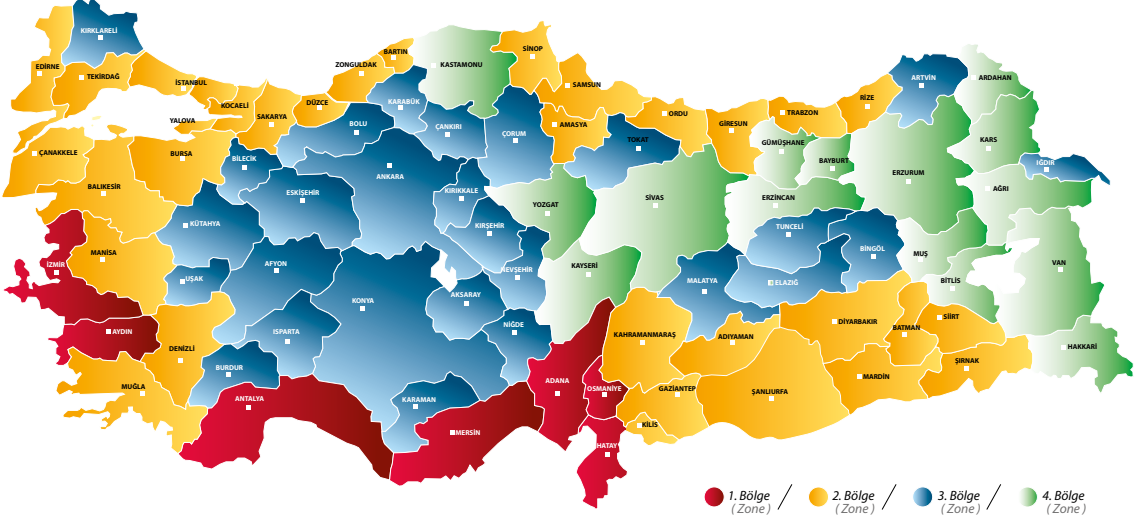 KIRKLARELİ
EDİRNE
TEKİRDAĞ
İSTANBUL
KOCAELİ
YALOVA
SAKARYA
DÜZCE
ZONGULDAK
BARTIN
KASTAMONU
SİNOP
SAMSUN
KARABÜK
BOLU
ÇANKIRI
ÇORUM
AMASYA
TOKAT
ORDU
GİRESUN
TRABZON
RİZE
ARTVİN
ARDAHAN
GÜMÜŞHANE
BAYBURT
KARS
IĞDIR
ERZURUM
AĞRI
ÇANAKKELE
BURSA
BİLECİK
BALIKESİR
ESKİŞEHİR
ANKARA
KIRIKKALE
YOZGAT
SİVAS
ERZİNCAN
KÜTAHYA
KIRŞEHİR
TUNCELİ
BİNGÖL
MUŞ
BİTLİS
VAN
İZMİR
MANİSA
UŞAK
AFYON
KONYA
AKSARAY
NEVŞEHİR
KAYSERİ
MALATYA
ELAZIĞ
AYDIN
DENİZLİ
ISPARTA
NİĞDE
KAHRAMANMARAŞ
ADIYAMAN
DİYARBAKIR
BATMAN
SİİRT
ŞIRNAK
HAKKARİ
MUĞLA
BURDUR
ANTALYA
KARAMAN
MERSİN
ADANA
OSMANİYE
GAZİANTEP
ŞANLIURFA
MARDİN
KİLİS
HATAY
1. Bölge
(Zone)
2. Bölge
(Zone)
3. Bölge
(Zone)
4. Bölge
(Zone)